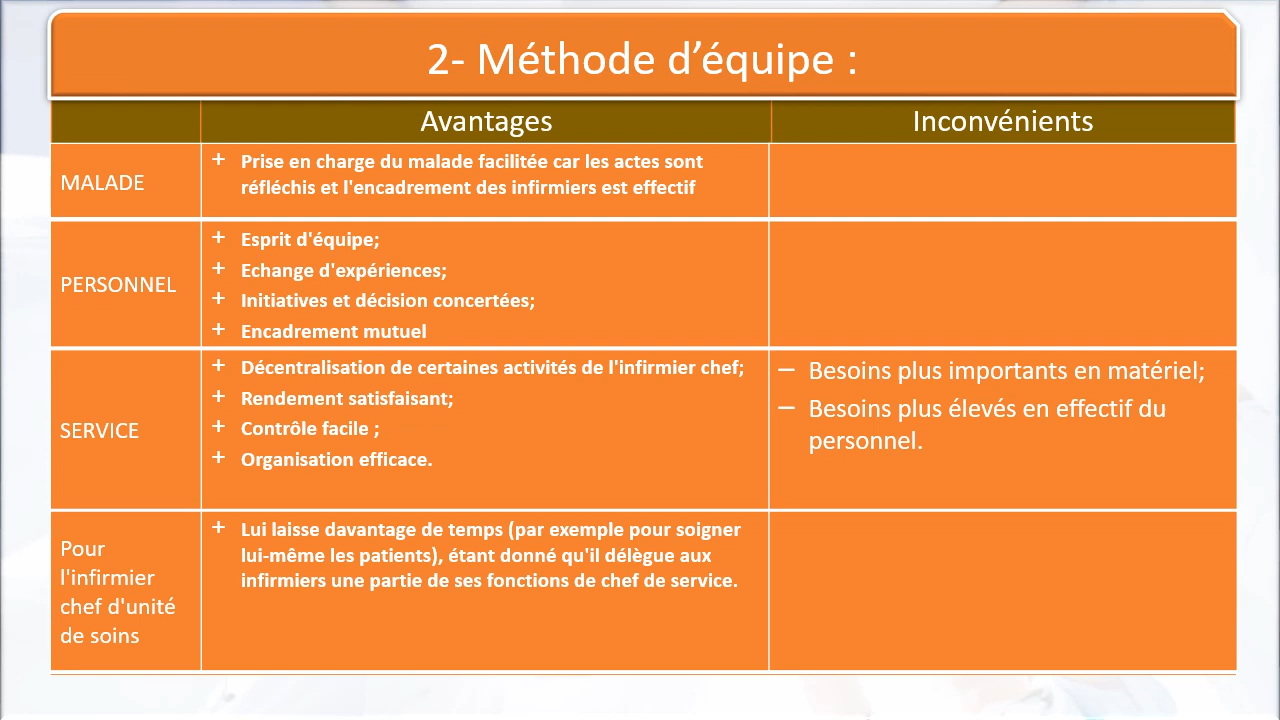 2- Méthode d’équipe :
Avantages
Inconvénients
MALADE
+ Prise en charge du malade facilitée car les actes sont
réfléchis et l'encadrement des infirmiers est effectif
PERSONNEL
+ Esprit d'équipe;
+ Echange d'expériences;
+ Initiatives et décision concertées;
+ Encadrement mutuel
SERVICE
+ Décentralisation de certaines activités de l'infirmier chef;
+ Rendement satisfaisant;
+ Contrôle facile ;
+ Organisation efficace.
– Besoins plus importants en matériel;
– Besoins plus élevés en effectif du
personnel.
Pour
l'infirmier
chef d'unité
de soins
+ Lui laisse davantage de temps (par exemple pour soigner
lui-même les patients), étant donné qu'il délègue aux
infirmiers une partie de ses fonctions de chef de service.